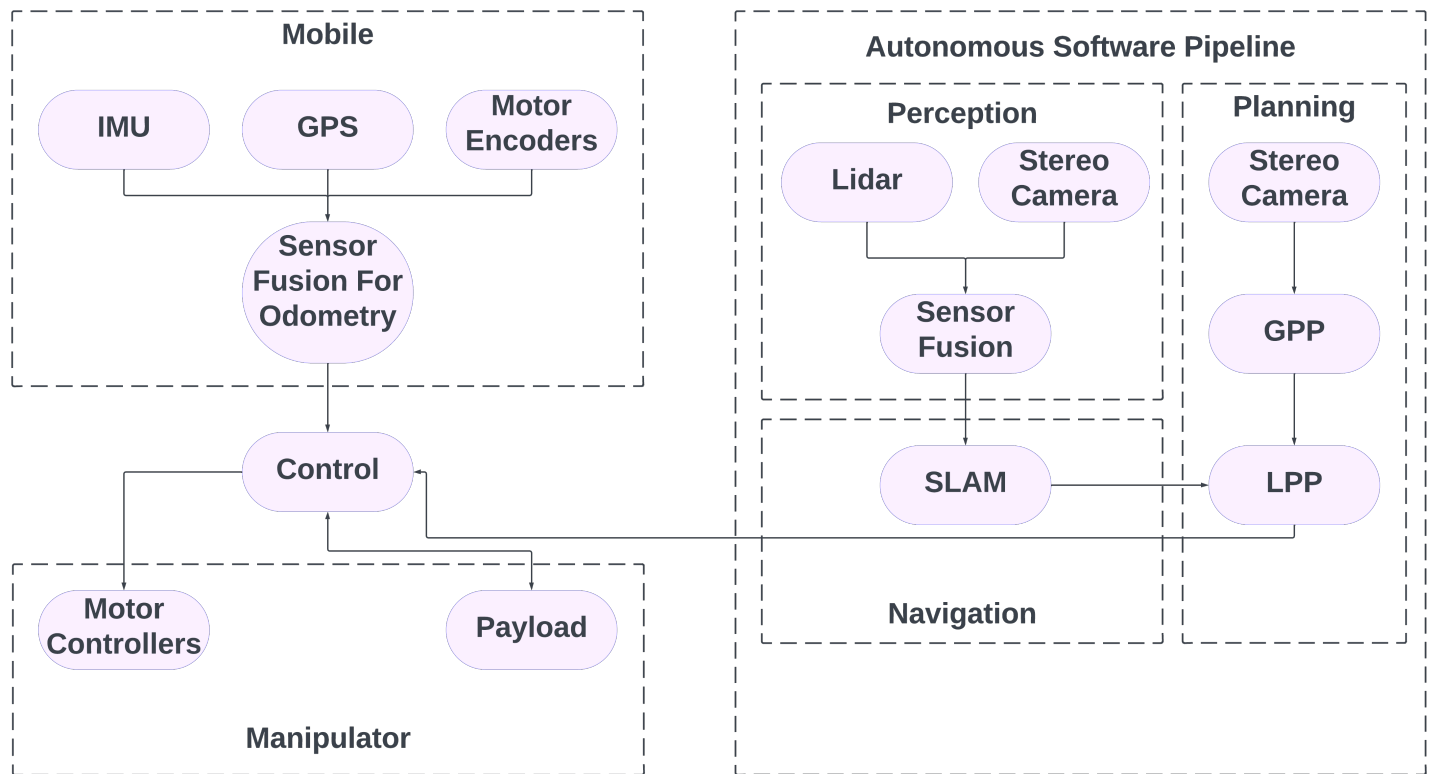 Mobile
IMU
GPS
Motor
Encoders
Sensor
Fusion For
Odometry
Control
Motor
Controllers
Payload
Manipulator
Autonomous Software Pipeline
Perception
Lidar
Stereo
Camera
Sensor
Fusion
SLAM
Navigation
Planning
Stereo
Camera
GPP
LPP